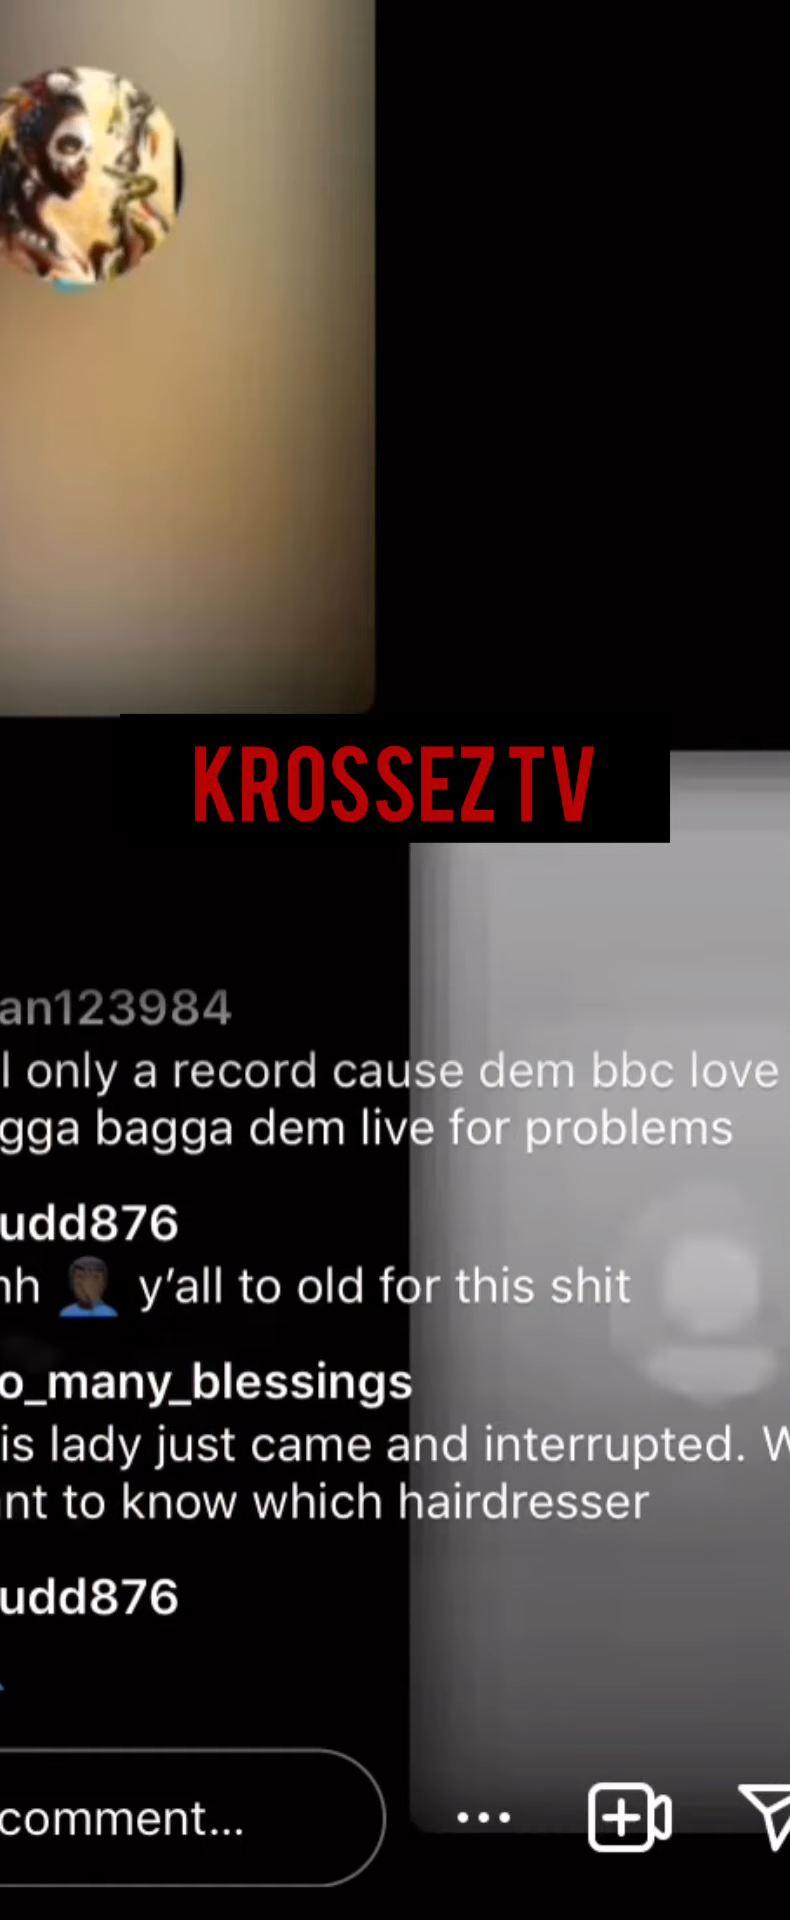 KROSSEZ TV
an123984
l only a record cause dem bbc love
gga bagga dem live for problems
udd876
nh 🤦🏿‍♂️ y'all to old for this shit
o_many_blessings
is lady just came and interrupted. W
nt to know which hairdresser
udd876
comment...